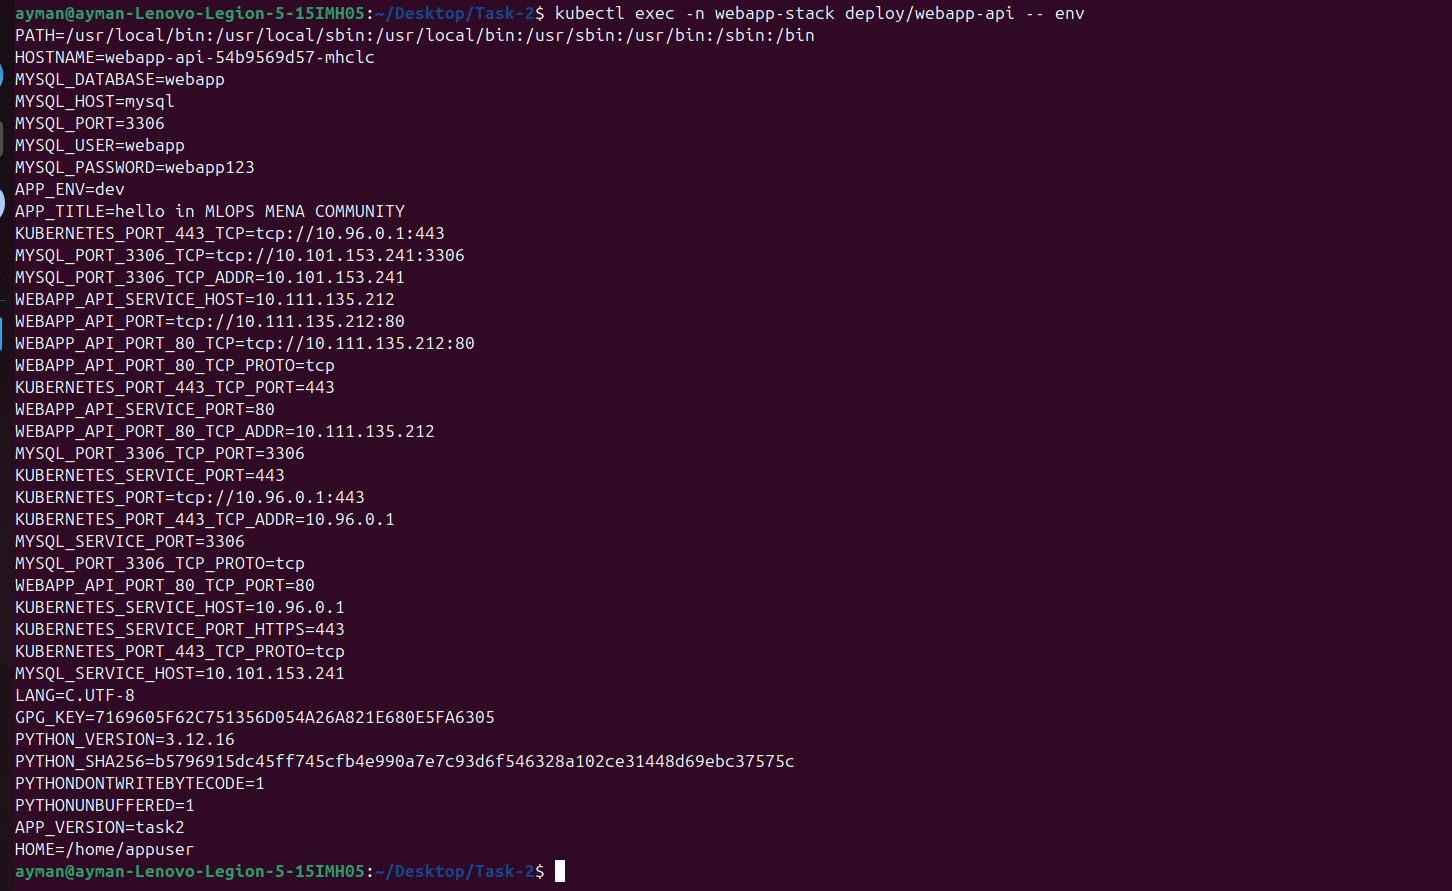 ayman@ayman-Lenovo-Legion-5-15IMH05:~/Desktop/Task-2$ kubectl exec -n webapp-stack deploy/webapp-api -- env
PATH=/usr/local/bin:/usr/local/sbin:/usr/local/bin:/usr/sbin:/usr/bin:/sbin:/bin
HOSTNAME=webapp-api-54b9569d57-mhclc
MYSQL_DATABASE=webapp
MYSQL_HOST=mysql
MYSQL_PORT=3306
MYSQL_USER=webapp
MYSQL_PASSWORD=webapp123
APP_ENV=dev
APP_TITLE=hello in MLOPS MENA COMMUNITY
KUBERNETES_PORT_443_TCP=tcp://10.96.0.1:443
MYSQL_PORT_3306_TCP=tcp://10.101.153.241:3306
MYSQL_PORT_3306_TCP_ADDR=10.101.153.241
WEBAPP_API_SERVICE_HOST=10.111.135.212
WEBAPP_API_PORT=tcp://10.111.135.212:80
WEBAPP_API_PORT_80_TCP=tcp://10.111.135.212:80
WEBAPP_API_PORT_80_TCP_PROTO=tcp
KUBERNETES_PORT_443_TCP_PORT=443
WEBAPP_API_SERVICE_PORT=80
WEBAPP_API_PORT_80_TCP_ADDR=10.111.135.212
MYSQL_PORT_3306_TCP_PORT=3306
KUBERNETES_SERVICE_PORT=443
KUBERNETES_PORT=tcp://10.96.0.1:443
KUBERNETES_PORT_443_TCP_ADDR=10.96.0.1
MYSQL_SERVICE_PORT=3306
MYSQL_PORT_3306_TCP_PROTO=tcp
WEBAPP_API_PORT_80_TCP_PORT=80
KUBERNETES_SERVICE_HOST=10.96.0.1
KUBERNETES_SERVICE_PORT_HTTPS=443
KUBERNETES_PORT_443_TCP_PROTO=tcp
MYSQL_SERVICE_HOST=10.101.153.241
LANG=C.UTF-8
GPG_KEY=7169605F62C751356D054A26A821E680E5FA6305
PYTHON_VERSION=3.12.16
PYTHON_SHA256=b5796915dc45ff745cfb4e990a7e7c93d6f546328a102ce31448d69ebc37575c
PYTHONDONTWRITEBYTECODE=1
PYTHONUNBUFFERED=1
APP_VERSION=task2
HOME=/home/appuser
ayman@ayman-Lenovo-Legion-5-15IMH05:~/Desktop/Task-2$